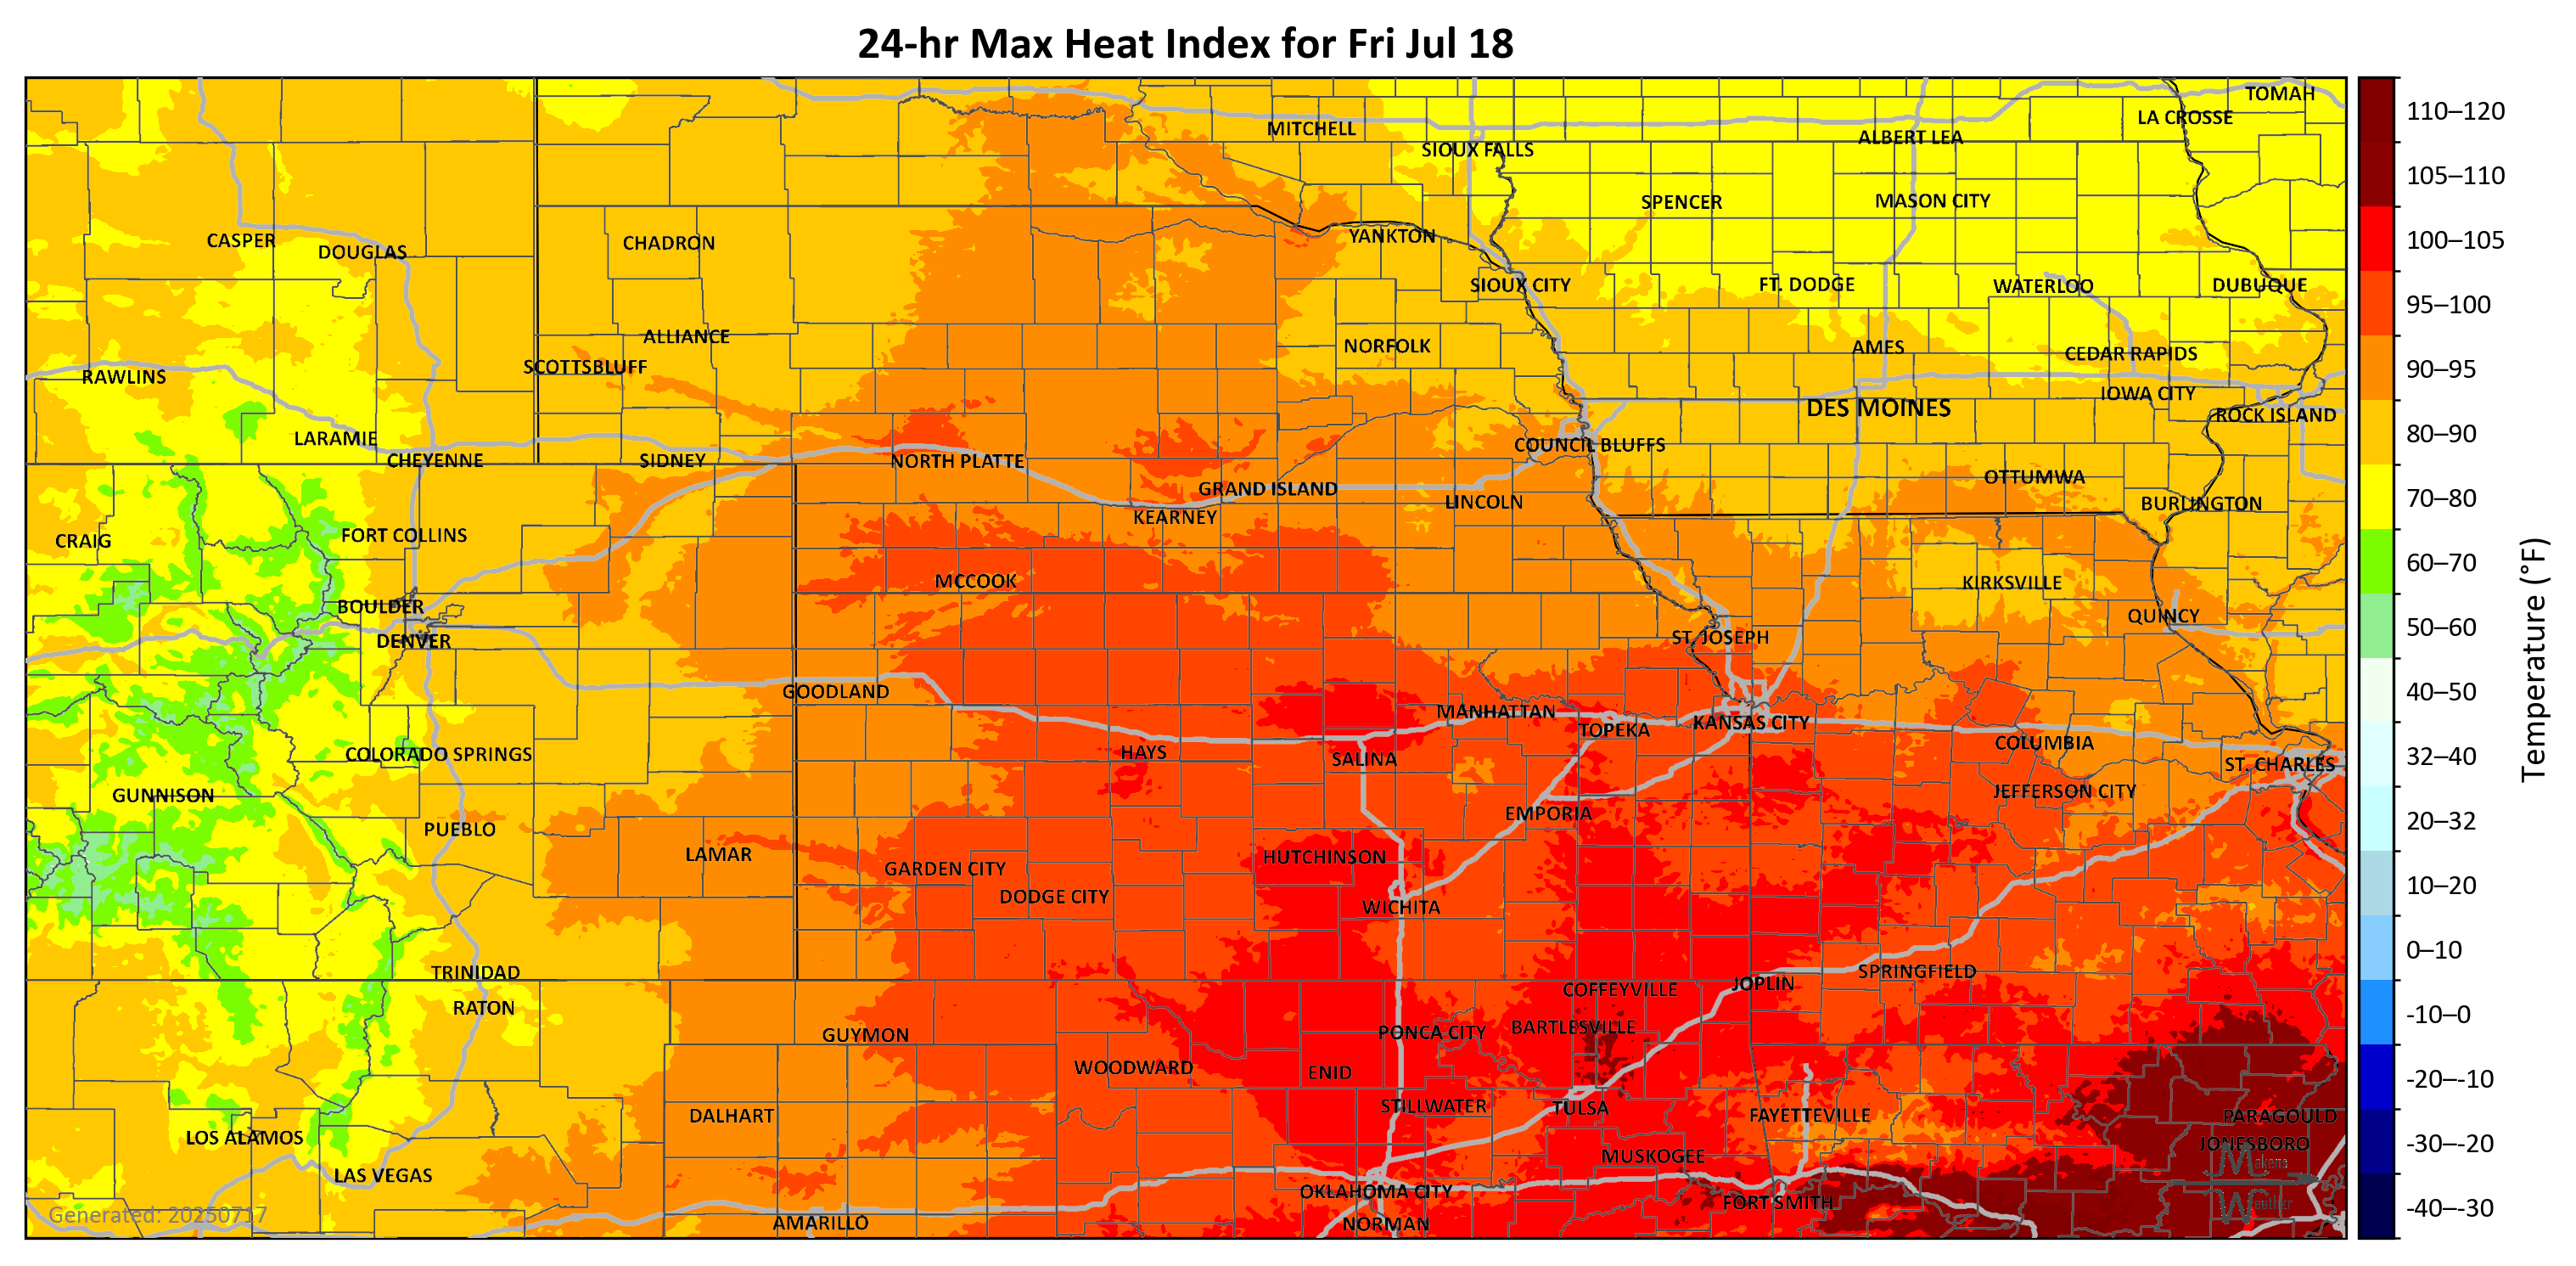 24-hr Max Heat Index for Fri Jul 18
TOMAH
LA CROSSE
MITCHELL
ALBERT LEA
SIOUX FALLS
SPENCER
MASON CITY
CASPER
DOUGLAS
CHADRON
YANKTON
SIOUX CITY
FT. DODGE
WATERLOO
DUBUQUE
ALLIANCE
NORFOLK
AMES
CEDAR RAPIDS
SCOTTSBLUFF
RAWLINS
IOWA CITY
DES MOINES
ROCK ISLAND
LARAMIE
COUNCIL BLUFFS
CHEYENNE
SIDNEY
NORTH PLATTE
OTTUMWA
GRAND ISLAND
LINCOLN
BURLINGTON
KEARNEY
FORT COLLINS
CRAIG
MCCOOK
KIRKSVILLE
BOULDER
QUINCY
DENVER
ST. JOSEPH
GOODLAND
MANHATTAN
TOPEKA
KANSAS CITY
COLORADO SPRINGS
HAYS
SALINA
COLUMBIA
ST. CHARLES
GUNNISON
JEFFERSON CITY
EMPORIA
PUEBLO
LAMAR
HUTCHINSON
GARDEN CITY
DODGE CITY
WICHITA
TRINIDAD
SPRINGFIELD
JOPLIN
COFFEYVILLE
RATON
GUYMON
PONCA CITY
BARTLESVILLE
WOODWARD
ENID
STILLWATER
TULSA
DALHART
FAYETTEVILLE
PARAGOULD
LOS ALAMOS
JONESBORO
MUSKOGEE
LAS VEGAS
OKLAHOMA CITY
FORT SMITH
AMARILLO
NORMAN
Makens
Weather
Generated: 20250717
110–120
105–110
100–105
95–100
90–95
80–90
70–80
60–70
50–60
40–50
32–40
20–32
10–20
0–10
-10–0
-20–-10
-30–-20
-40–-30
Temperature (°F)